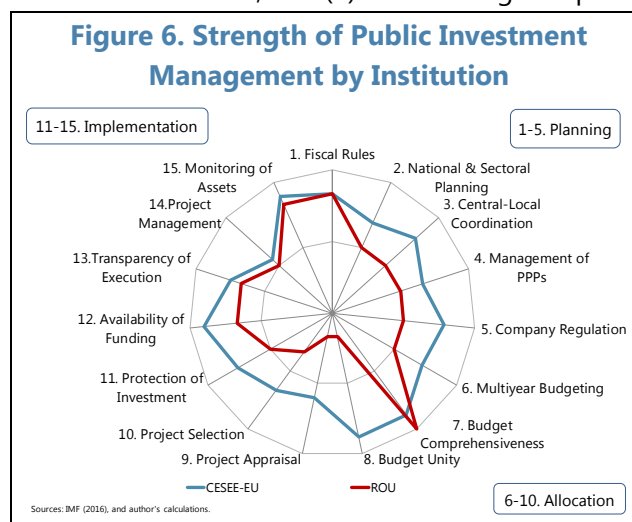 Figure 6. Strength of Public Investment
Management by Institution
11-15. Implementation
1-5. Planning
1. Fiscal Rules
2. National & Sectoral
Planning
3. Central-Local
Coordination
4. Management of
PPPs
5. Company Regulation
6. Multiyear Budgeting
7. Budget
Comprehensiveness
8. Budget Unity
9. Project Appraisal
10. Project Selection
11. Protection of
Investment
12. Availability of
Funding
13.Transparency of
Execution
14.Project
Management
15. Monitoring of
Assets
CESEE-EU
ROU
6-10. Allocation
Sources: IMF (2016), and author's calculations.